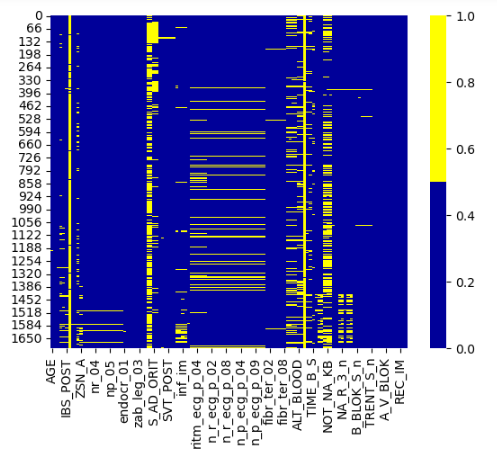 0
66
132
198
264
330
396
462
528
594
660
726
792
858
924
990
1056
1122
1188
1254
1320
1386
1452
1518
1584
1650
AGE
IBS_POST
ZSN_A
nr_04
np_05
endocr_01
zab_leg_03
S_AD_ORIT
SVT_POST
inf_im
ritm_ecg_p_04
n_r_ecg_p_02
n_r_ecg_p_08
n_p_ecg_p_04
n_p_ecg_p_09
fibr_ter_02
fibr_ter_08
ALT_BLOOD
TIME_B_S
NOT_NA_KB
NA_R_3_n
B_BLOK_S_n
TRENT_S_n
A_V_BLOK
REC_IM
1.0
0.8
0.6
0.4
0.2
0.0